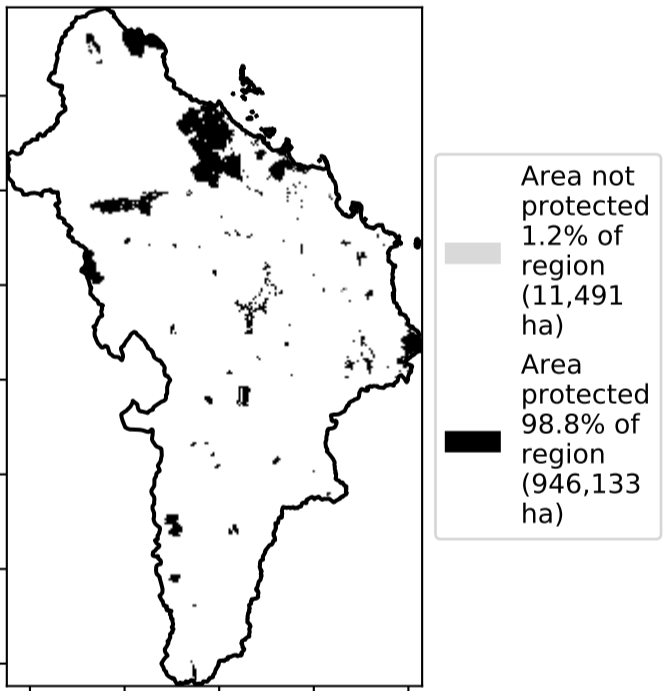 Area not
protected
1.2% of
region
(11,491
ha)
Area
protected
98.8% of
region
(946,133
ha)